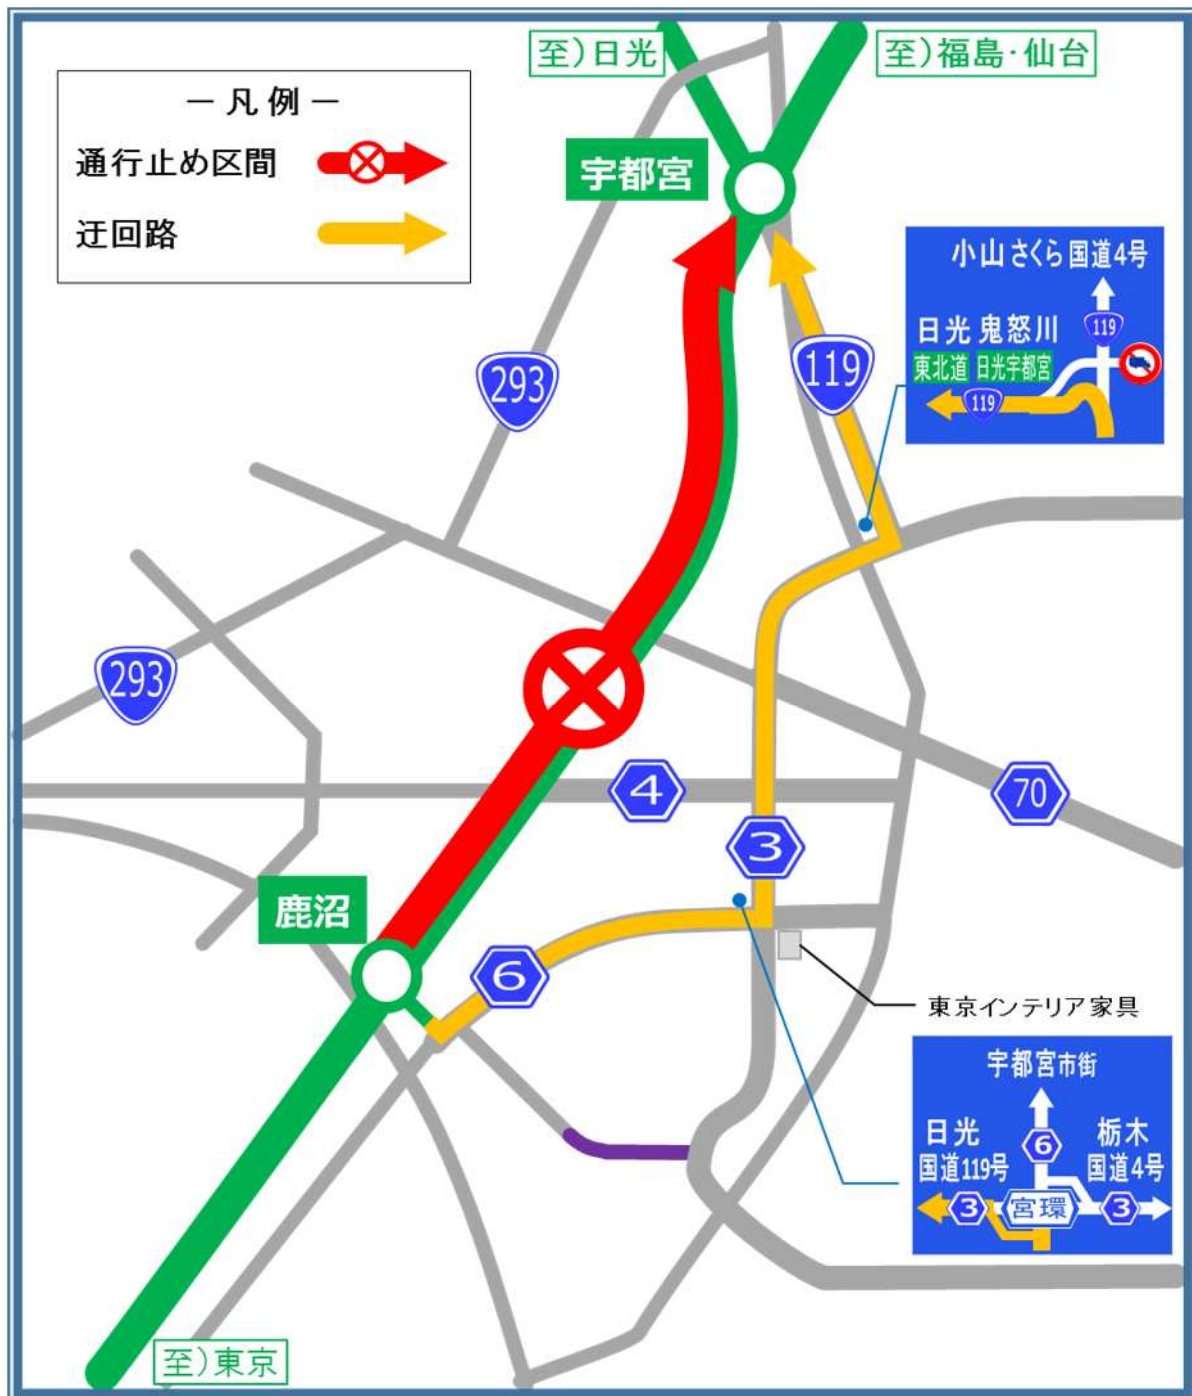 至)日光
至)福島・仙台
－凡例－
通行止め区間
迂回路
宇都宮
小山 さくら 国道4号
119
日光 鬼怒川
東北道 日光宇都宮
119
293
119
293
4
70
3
鹿沼
6
東京インテリア家具
宇都宮市街
日光
国道119号
6
栃木
国道4号
3
宮環
3
至)東京